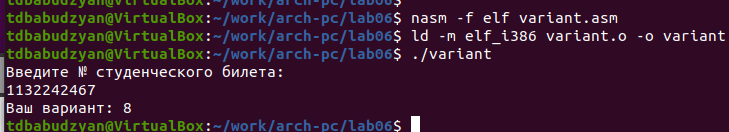 tdbabudzyan@VirtualBox:~/work/arch-pc/lab06$ nasm -f elf variant.asm
tdbabudzyan@VirtualBox:~/work/arch-pc/lab06$ ld -m elf_i386 variant.o -o variant
tdbabudzyan@VirtualBox:~/work/arch-pc/lab06$ ./variant
Введите № студенческого билета:
1132242467
Ваш вариант: 8
tdbabudzyan@VirtualBox:~/work/arch-pc/lab06$